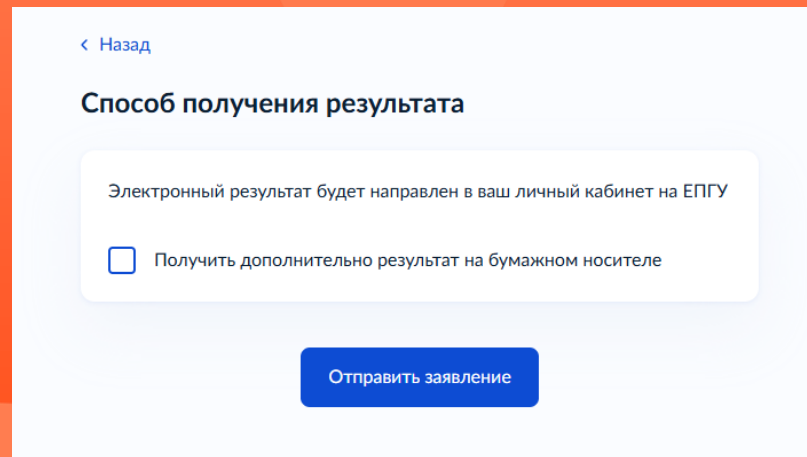 Назад
Способ получения результата
Электронный результат будет направлен в ваш личный кабинет на ЕПГУ
Получить дополнительно результат на бумажном носителе
Отправить заявление